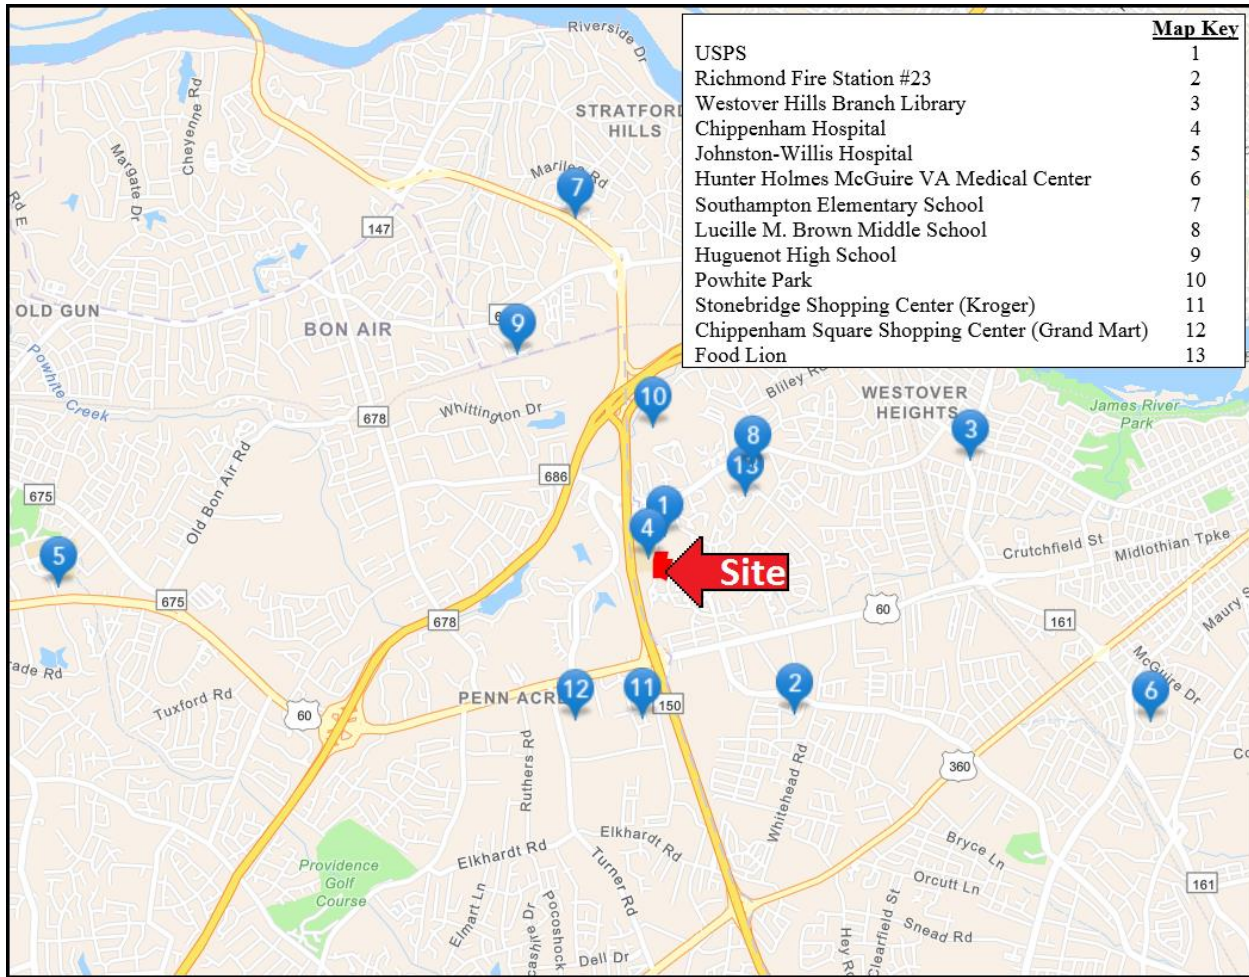 Map Key
USPS 1
Richmond Fire Station #23 2
Westover Hills Branch Library 3
Chippenham Hospital 4
Johnston-Willis Hospital 5
Hunter Holmes McGuire VA Medical Center 6
Southampton Elementary School 7
Lucille M. Brown Middle School 8
Huguenot High School 9
Powhite Park 10
Stonebridge Shopping Center (Kroger) 11
Chippenham Square Shopping Center (Grand Mart) 12
Food Lion 13
Riverside Dr
Cheyenne Rd
STRATFORD
HILLS
Margate Dr
Rd E
7
147
OLD GUN
BON AIR
9
Powhite Creek
678
Whittington Dr
10
Bliley
WESTOVER
HEIGHTS
James River
Park
8
3
13
Old Bon Air Rd
686
675
1
4
Site
5
Crutchfield St
Midlothian Tpke
675
678
60
161
Maury S
McGuire Dr
rade Rd
Tuxford Rd
60
PENN ACRE
12
11
150
2
6
Whitehead Rd
360
Ruthers Rd
Elkhardt Rd
Elkhardt Rd
Turner Rd
Bryce Ln
Providence
Golf
Course
Orcutt Ln
161
Elmart Ln
cashire Dr
Pocoshock
Dell Dr
Hey Rd
Clearfield St
Snead Rd